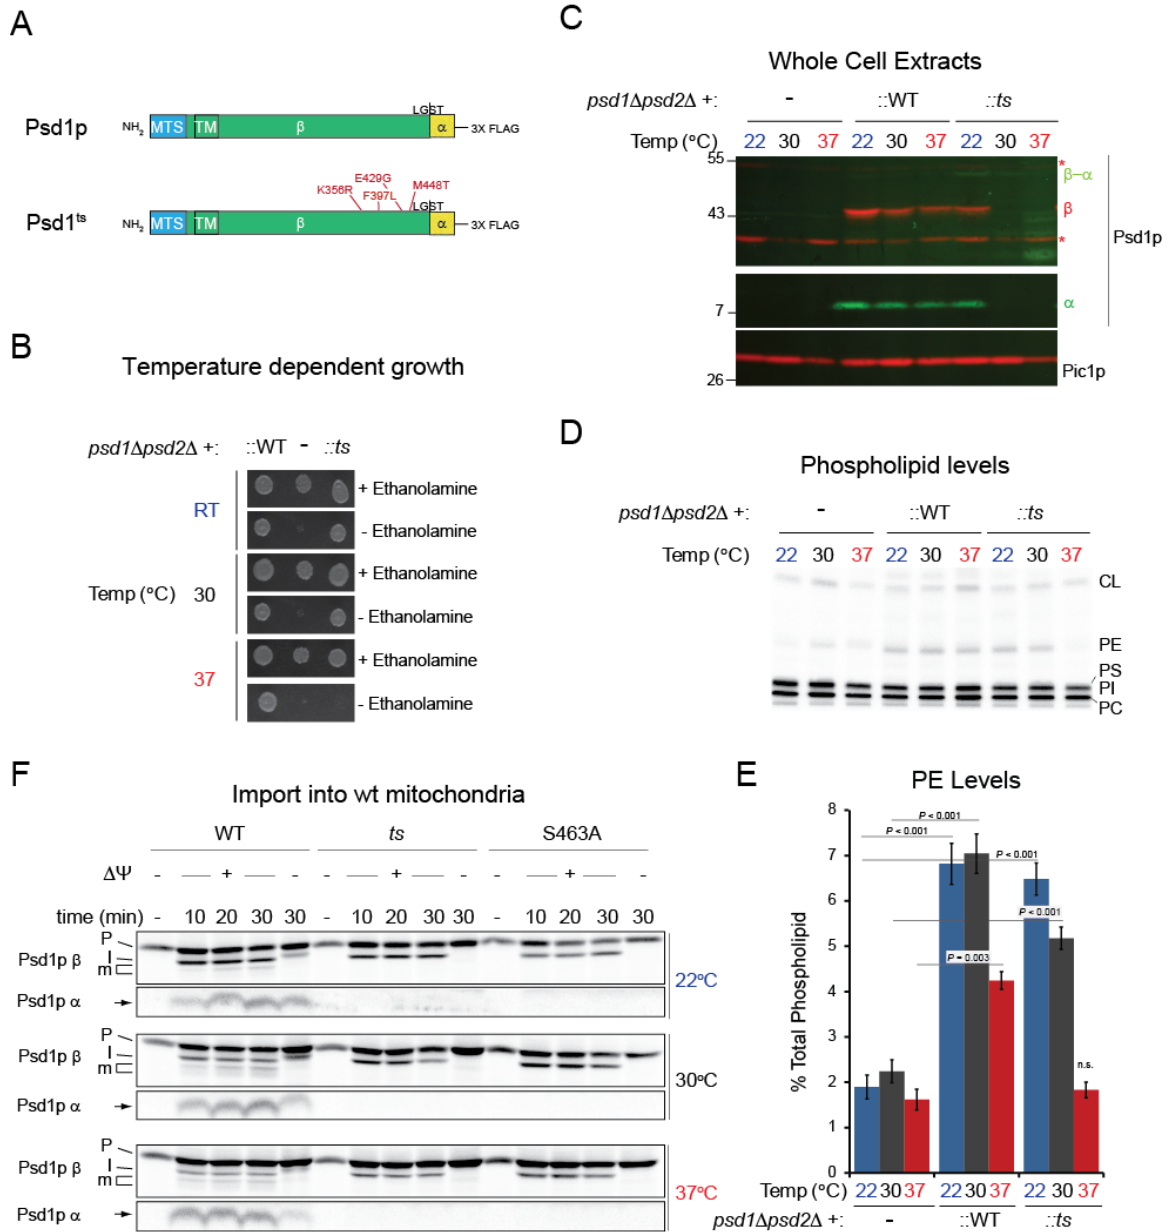 A
Psd1p
NH2 MTS TM β LGST α 3X FLAG
K356R E429G F397L M448T
Psd1ts
NH2 MTS TM β LGST α 3X FLAG
B
Temperature dependent growth
psd1Δpsd2Δ +: ::WT - ::ts
RT
+ Ethanolamine
- Ethanolamine
Temp (°C) 30
+ Ethanolamine
- Ethanolamine
37
+ Ethanolamine
- Ethanolamine
C
Whole Cell Extracts
psd1Δpsd2Δ +: - ::WT ::ts
Temp (°C) 22 30 37 22 30 37 22 30 37
55
*
β–α
43
β
*
Psd1p
7
α
Pic1p
26
D
Phospholipid levels
psd1Δpsd2Δ +: - ::WT ::ts
Temp (°C) 22 30 37 22 30 37 22 30 37
CL
PE
PS
PI
PC
F
Import into wt mitochondria
WT ts S463A
ΔΨ - + - - + - - + -
time (min) - 10 20 30 30 - 10 20 30 30 - 10 20 30 30
P
Psd1p β I
m
Psd1p α
22°C
P
Psd1p β I
m
Psd1p α
30°C
P
Psd1p β I
m
Psd1p α
37°C
E
PE Levels
% Total Phospholipid
8
7
6
5
4
3
2
1
0
P < 0.001
P < 0.001
P < 0.001
P < 0.001
P = 0.003
n.s.
Temp (°C) 22 30 37 22 30 37 22 30 37
psd1Δpsd2Δ +: - ::WT ::ts